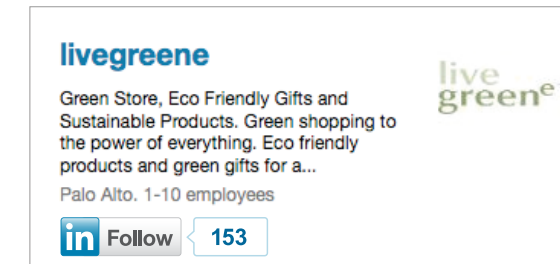 livegreene
live
greene
Green Store, Eco Friendly Gifts and
Sustainable Products. Green shopping to
the power of everything. Eco friendly
products and green gifts for a...
Palo Alto. 1-10 employees
in Follow 153